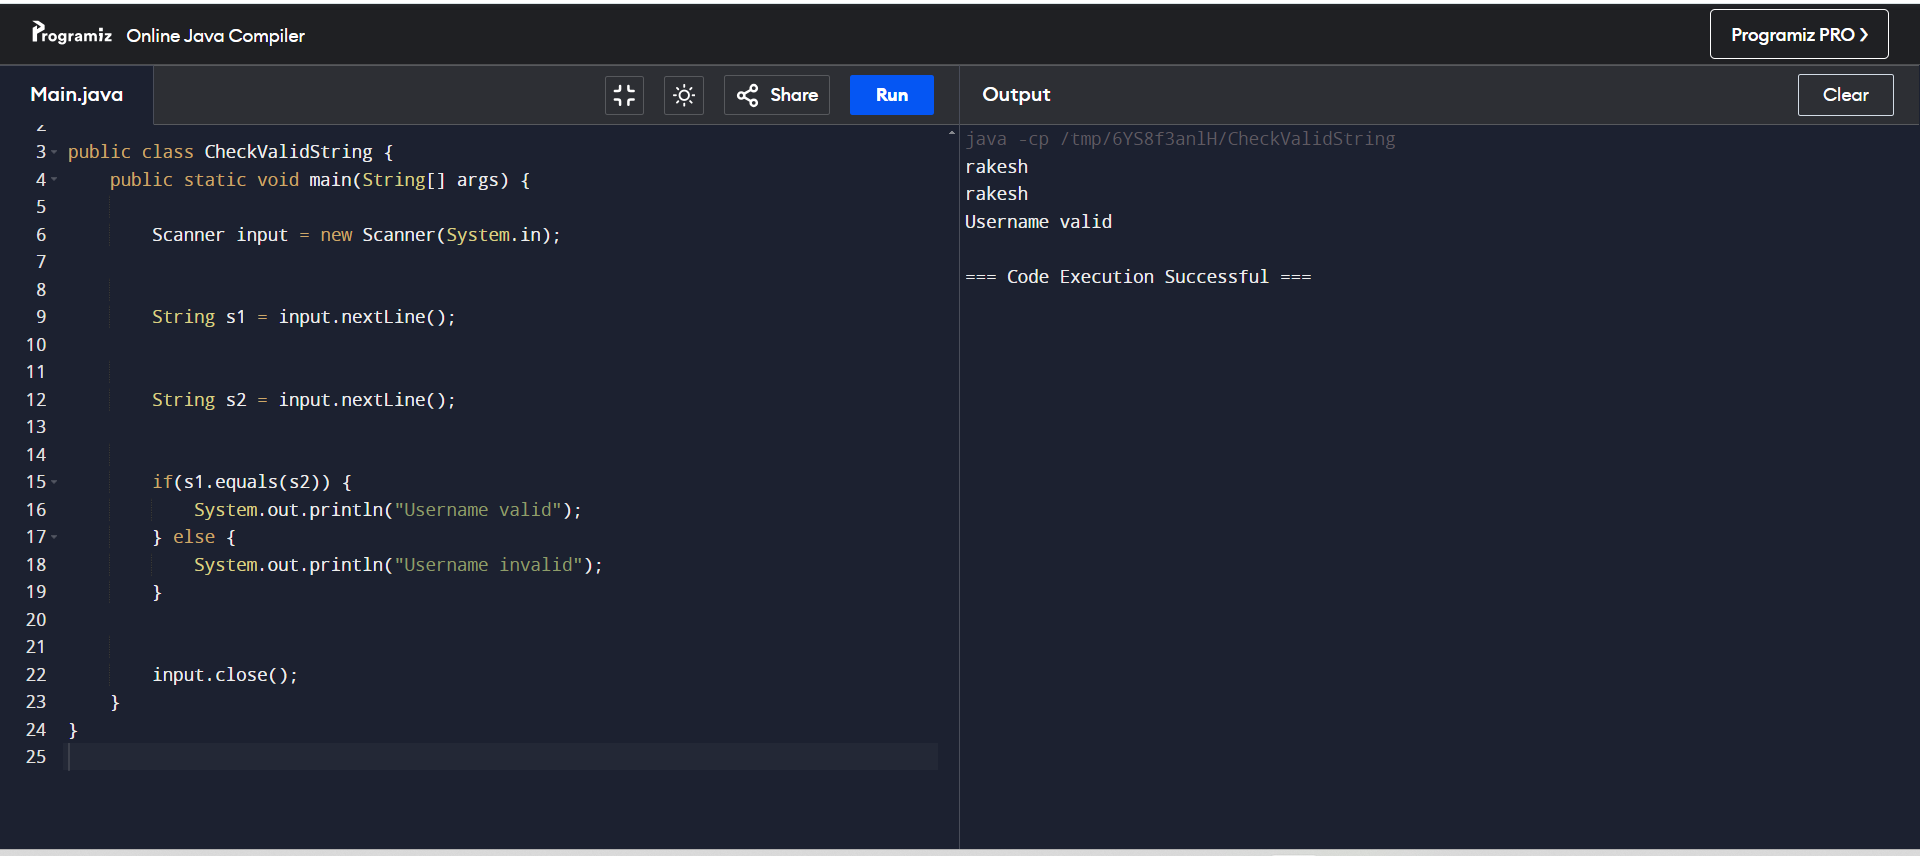 Programiz Online Java Compiler
Programiz PRO
Main.java
Share
Run
Output
Clear
2
3 public class CheckValidString {
4 public static void main(String[] args) {
5
6 Scanner input = new Scanner(System.in);
7
8
9 String s1 = input.nextLine();
10
11
12 String s2 = input.nextLine();
13
14
15 if(s1.equals(s2)) {
16 System.out.println("Username valid");
17 } else {
18 System.out.println("Username invalid");
19 }
20
21
22 input.close();
23 }
24 }
25
java -cp /tmp/6YS8f3anlH/CheckValidString
rakesh
rakesh
Username valid
=== Code Execution Successful ===